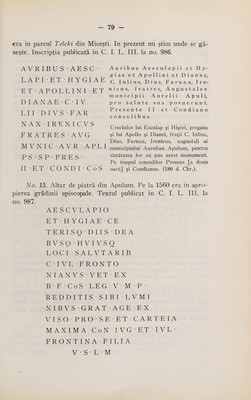 — 79 —
era în parcul Teleki din Micești. În prezent nu știm unde se gă-
sește. Inscripția publicată în C. I. L. III. la no. 986.
AVRIBUS·AESC·
LAPI·ET·HYGIAE
ET·APOLLINI·ET
DIANAE·C·IV
LII DIVS·FAR
NAX·IRENICVS
FRATRES·AVG
MVNIC·AVR·APLI
PS·SP·PRES
II·ET·CONDI·CoS
Auribus Aesculapii et Hy-
giae et Apollini et Dianae,
C. Iulius, Dius, Farnax, Ire-
nicus, fratres, Augustales
municipii Aurelii Apuli,
pro salute sua posuerunt.
Presente II et Condiano
consulibus.
Urechilor lui Esculap și Higiei, precum
și lui Apollo și Dianei, frații C. Iulius,
Dius, Farnax, Irenicus, augustali ai
municipiului Aurelian Apulum, pentru
sănătatea lor au pus acest monument.
Pe timpul consulilor Presens [a doua
oară] și Condianus. (180 d. Chr.).
No. 15. Altar de piatră din Apulum. Pe la 1560 era în apro-
pierea grădinii episcopale. Textul publicat în C. I. L. III. la
no. 987.
AESCVLAPIO
ET·HYGIAE·CE
TERISQ·DIIS·DEA
BVSQ·HVIVSQ
LOCI·SALVTARIB
C·IVL·FRONTO
NIANVS·VET·EX
B·F·CoS·LEG·V·M·P·
REDDITIS·SIBI·LVMI
NIBVS·GRAT·AGE·EX
VISO·PRO·SE·ET·CARTEIA
MAXIMA·CoN·IVG·ET·IVL·
FRONTINA·FILIA
V·S·L·M·